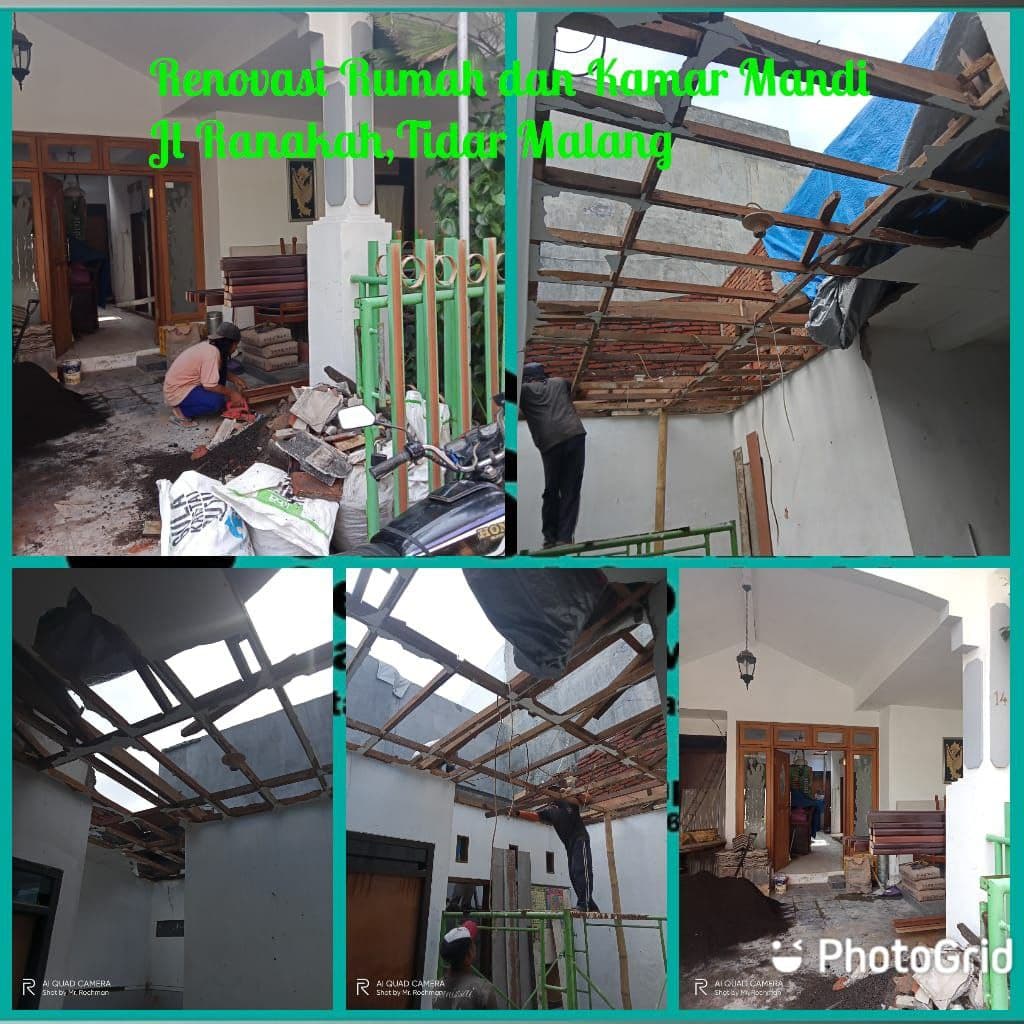 Renovasi Rumah dan Kamar Mandi
Jl Ranakah,Tidar Malang
GULA
14
AI QUAD CAMERA
Shot by Mr. Rochman
AI QUAD CAMERA
Shot by Mr. Rochman
AI QUAD CAMERA
Shot by Mr. Rochman
PhotoGrid